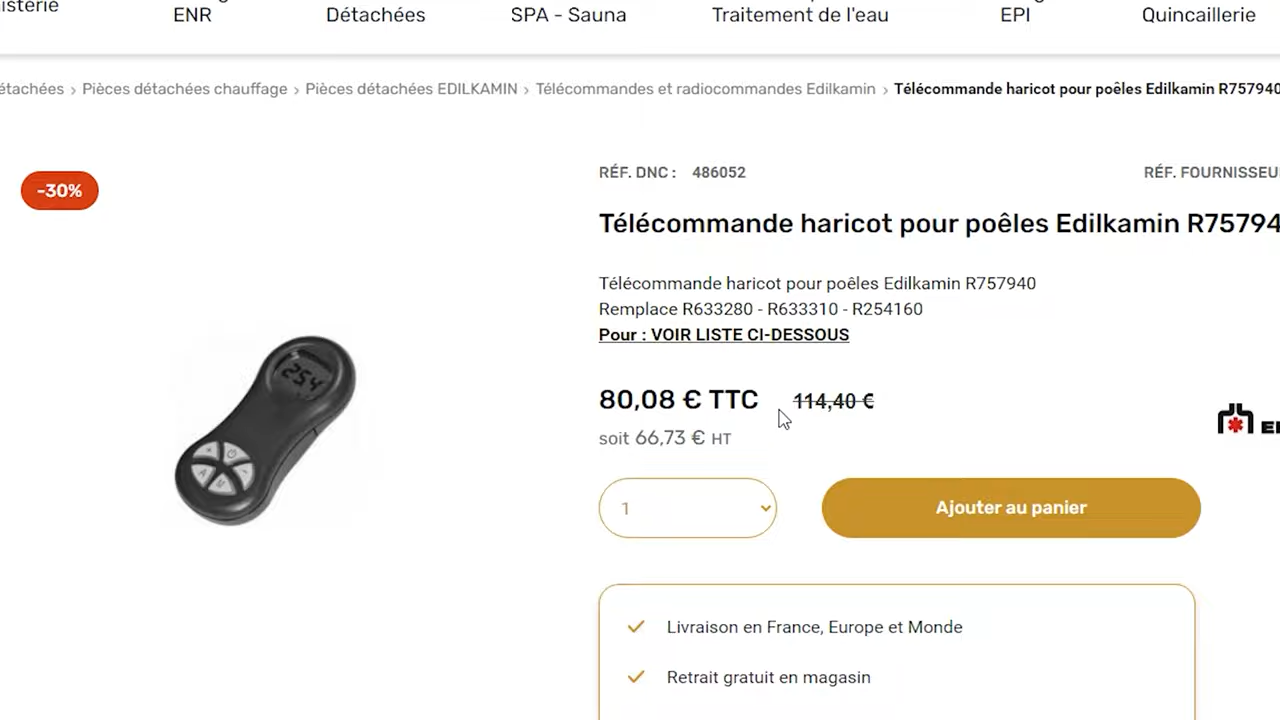 ENR
Détachées
SPA - Sauna
Traitement de l'eau
EPI
Quincaillerie
Pièces détachées chauffage > Pièces détachées EDILKAMIN > Télécommandes et radiocommandes Edilkamin > Télécommande haricot pour poêles Edilkamin R757940
-30%
RÉF. DNC : 486052
RÉF. FOURNISSEU
Télécommande haricot pour poêles Edilkamin R75794
Télécommande haricot pour poêles Edilkamin R757940
Remplace R633280 - R633310 - R254160
Pour : VOIR LISTE CI-DESSOUS
254
80,08 € TTC 114,40 €
soit 66,73 € HT
1
Ajouter au panier
Livraison en France, Europe et Monde
Retrait gratuit en magasin